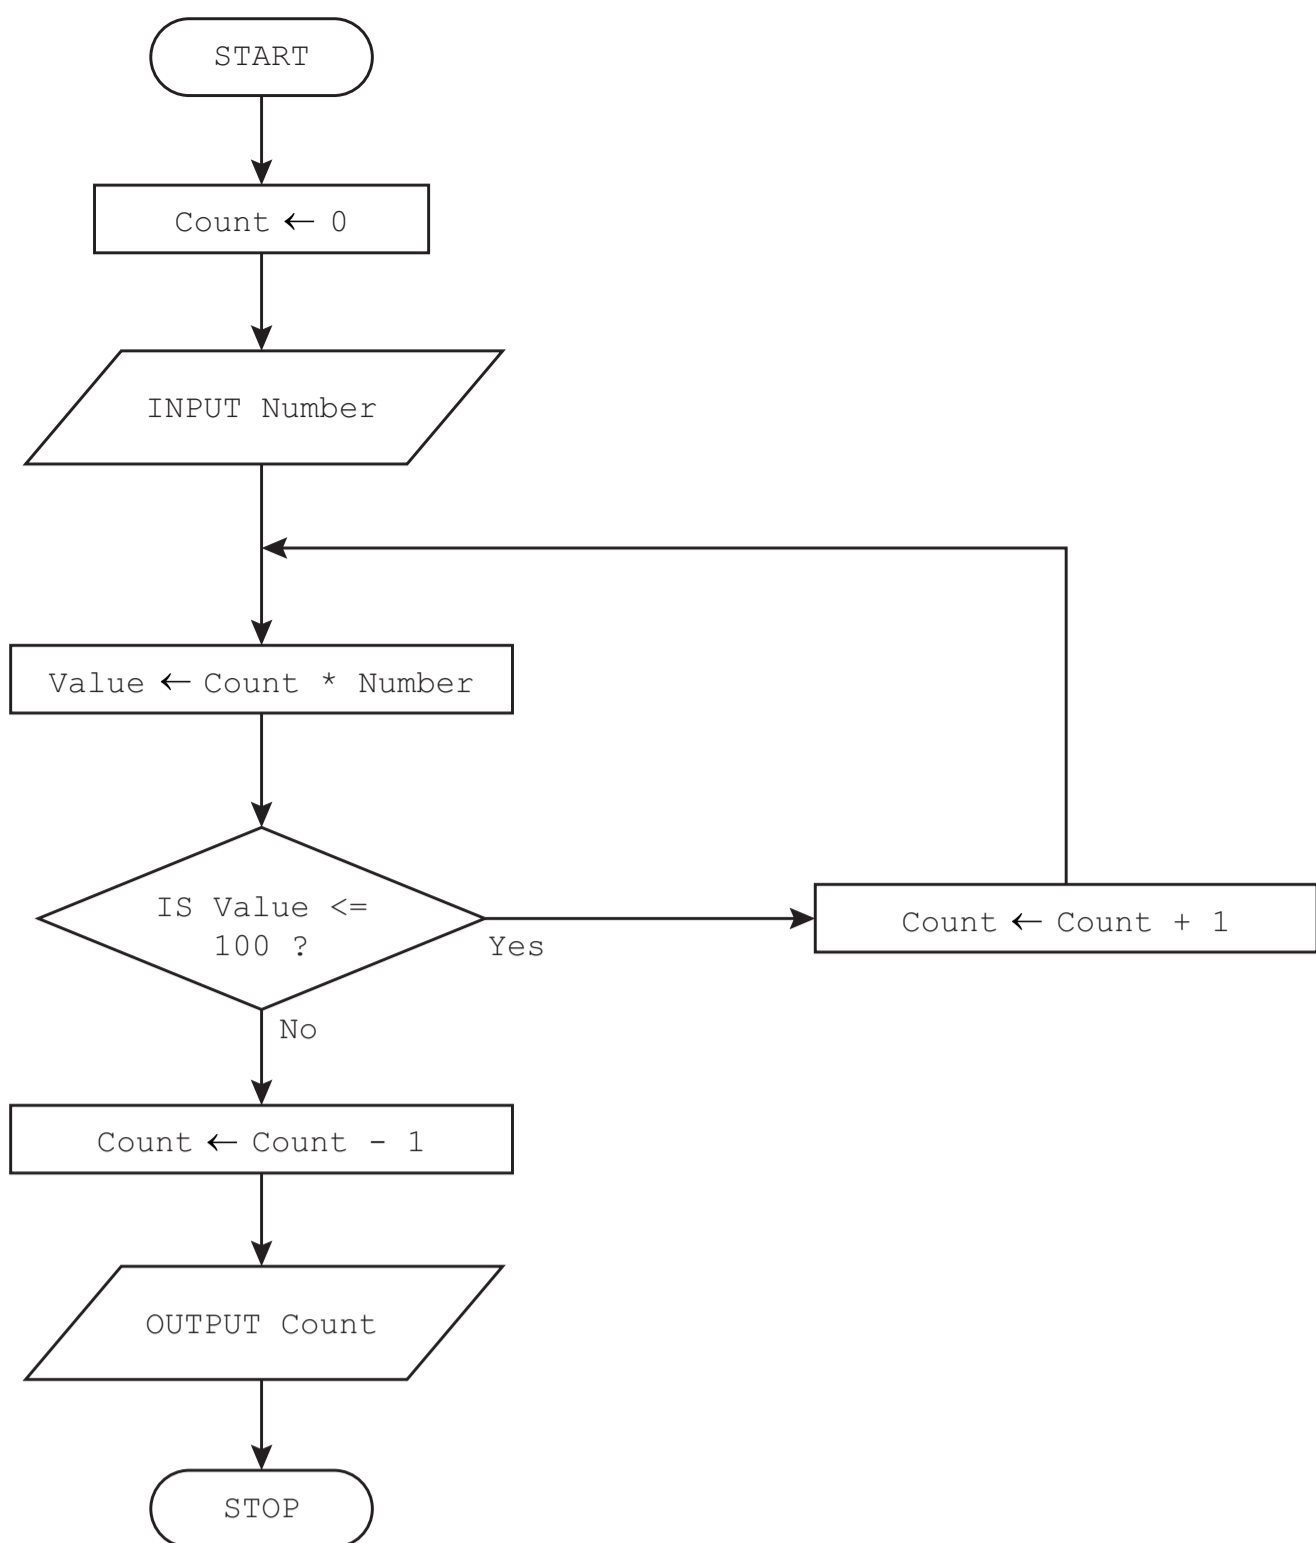 START
Count ← 0
INPUT Number
Value ← Count * Number
IS Value <=
100 ?
Yes
Count ← Count + 1
No
Count ← Count - 1
OUTPUT Count
STOP